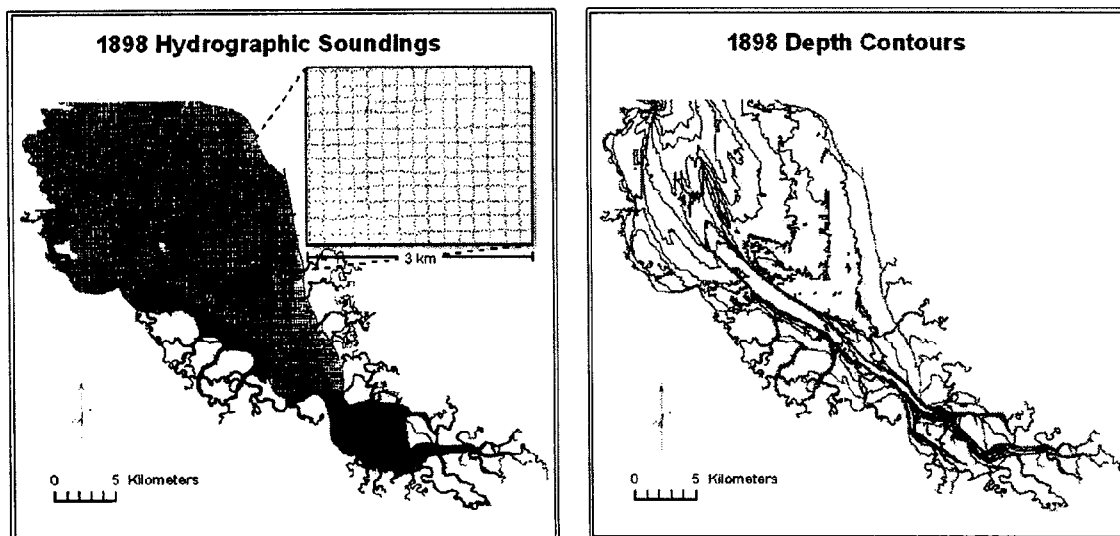 1898 Hydrographic Soundings
3 km
0 5 Kilometers
1898 Depth Contours
0 5 Kilometers